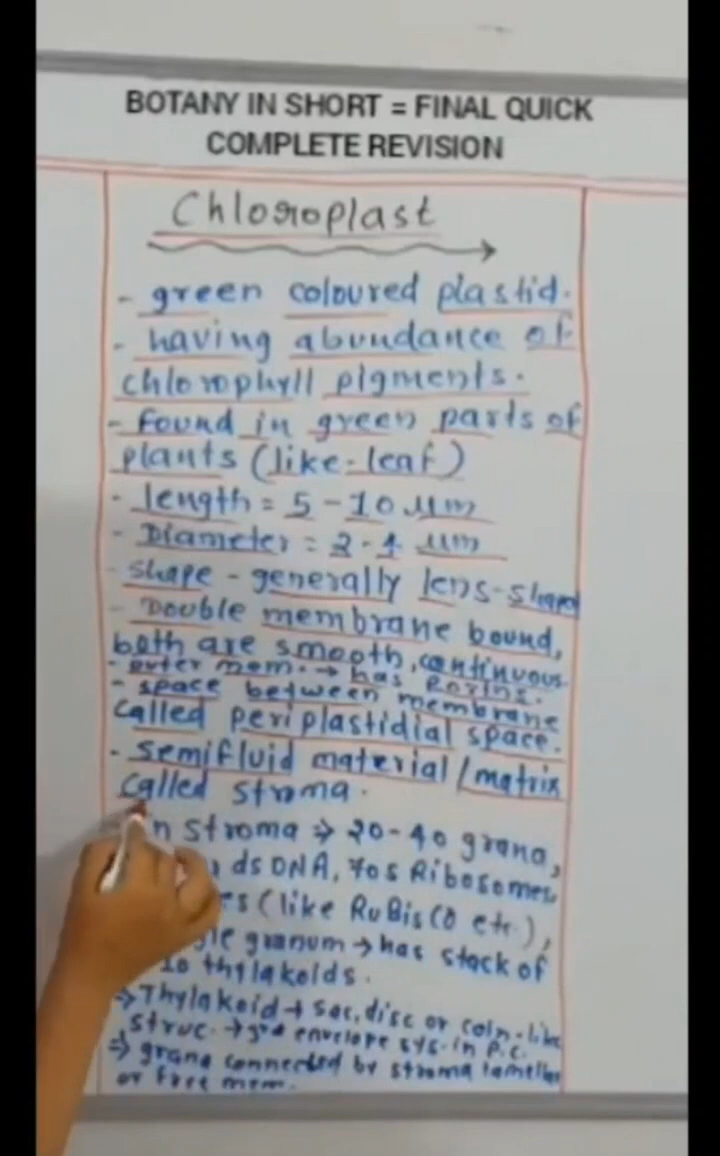 BOTANY IN SHORT = FINAL QUICK
COMPLETE REVISION
Chloroplast
- green coloured plastid.
- having abundance of
chlorophyll pigments.
- found in green parts of
plants (like-leaf)
- length = 5-10 µm
- Diameter = 2-4 µm
- shape - generally lens-shaped
- Double membrane bound,
both are smooth, continuous.
- outer mem. → has porins.
- space between membrane
called periplastidial space.
- semifluid material/matrix
called stroma.
n stroma ⇒ 20-40 grana,
ds DNA, 70s Ribosomes,
es (like RuBisCO etc.),
gle granum → has stack of
10 thylakoids.
⇒ Thylakoid → sac, disc or coin-like
struc. → 3rd envelope sys. in P.C.
⇒ grana connected by stroma lamellae
or fret mem.